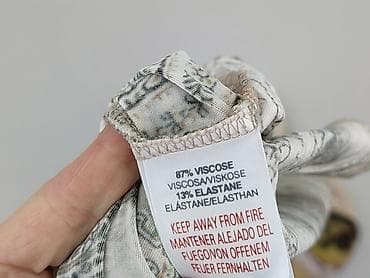 87% VISCOSE
VISCOSA/VISKOSE
13% ELASTANE
ELÁSTANE/ELASTHAN
KEEP AWAY FROM FIRE
MANTENER ALEJADO DEL
FUEGO/VON OFFENEM
FEUER FERNHALTEN